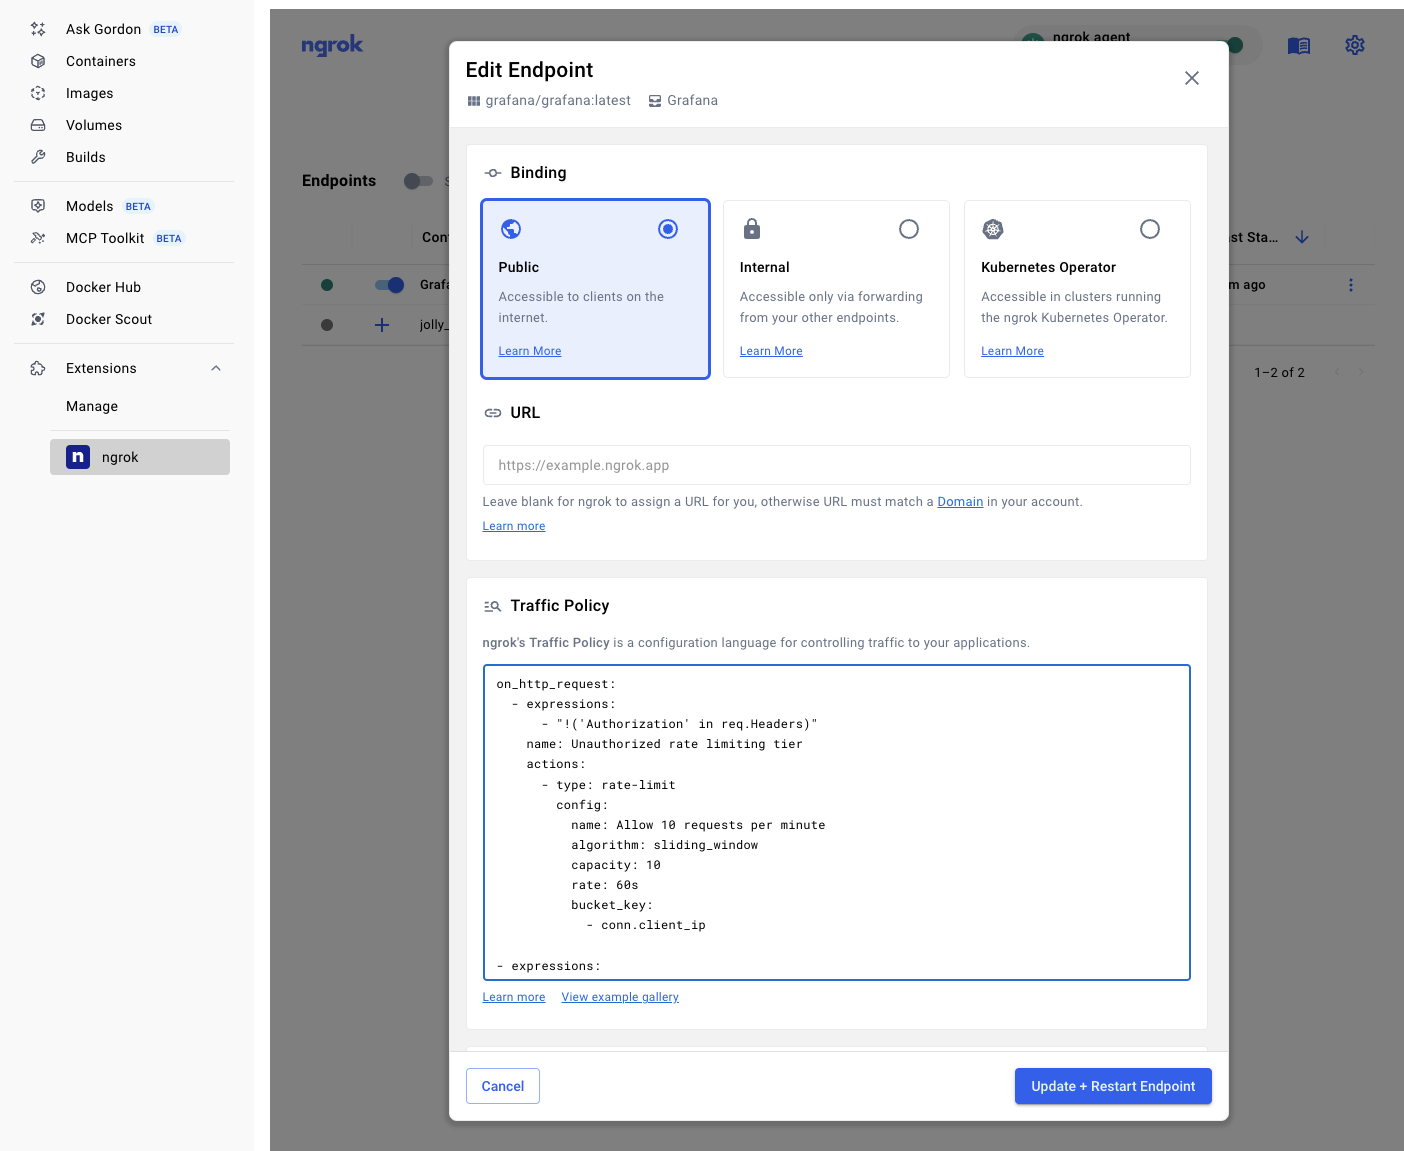 Ask Gordon BETA
Containers
Images
Volumes
Builds
Models BETA
MCP Toolkit BETA
Docker Hub
Docker Scout
Extensions
Manage
n ngrok
ngrok
ngrok agent
Endpoints
Con
st Sta...
Grafa
m ago
jolly_
1–2 of 2
Edit Endpoint
grafana/grafana:latest Grafana
Binding
Public
Accessible to clients on the
internet.
Learn More
Internal
Accessible only via forwarding
from your other endpoints.
Learn More
Kubernetes Operator
Accessible in clusters running
the ngrok Kubernetes Operator.
Learn More
URL
https://example.ngrok.app
Leave blank for ngrok to assign a URL for you, otherwise URL must match a Domain in your account.
Learn more
Traffic Policy
ngrok's Traffic Policy is a configuration language for controlling traffic to your applications.
on_http_request:
  - expressions:
      - "!('Authorization' in req.Headers)"
    name: Unauthorized rate limiting tier
    actions:
      - type: rate-limit
        config:
          name: Allow 10 requests per minute
          algorithm: sliding_window
          capacity: 10
          rate: 60s
          bucket_key:
            - conn.client_ip
- expressions:
Learn more View example gallery
Cancel
Update + Restart Endpoint